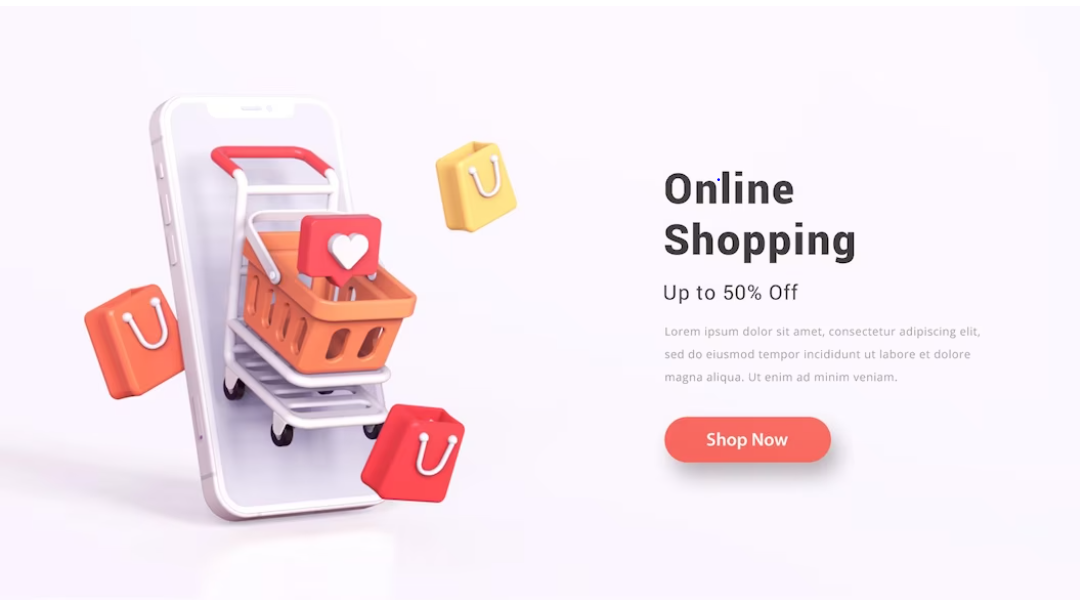 Online
Shopping
Up to 50% Off
Lorem ipsum dolor sit amet, consectetur adipiscing elit,
sed do eiusmod tempor incididunt ut labore et dolore
magna aliqua. Ut enim ad minim veniam.
Shop Now